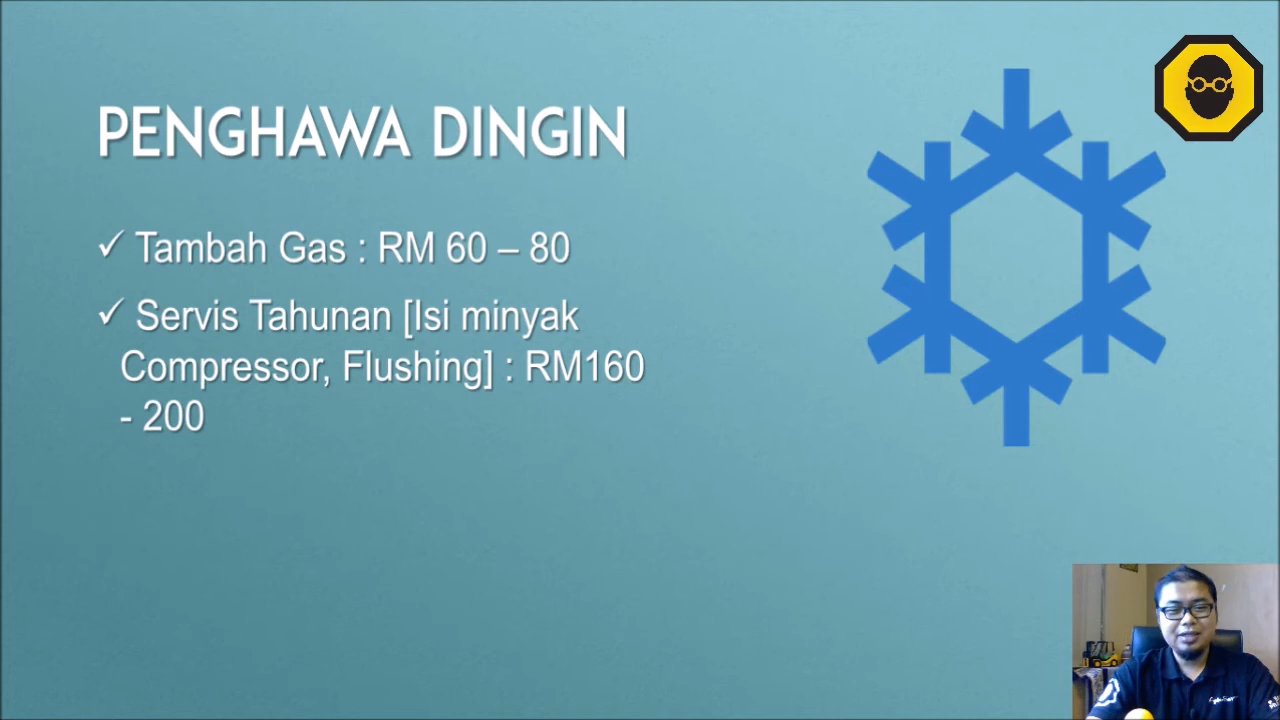 PENGHAWA DINGIN
✓ Tambah Gas : RM 60 – 80
✓ Servis Tahunan [Isi minyak
Compressor, Flushing] : RM160
- 200